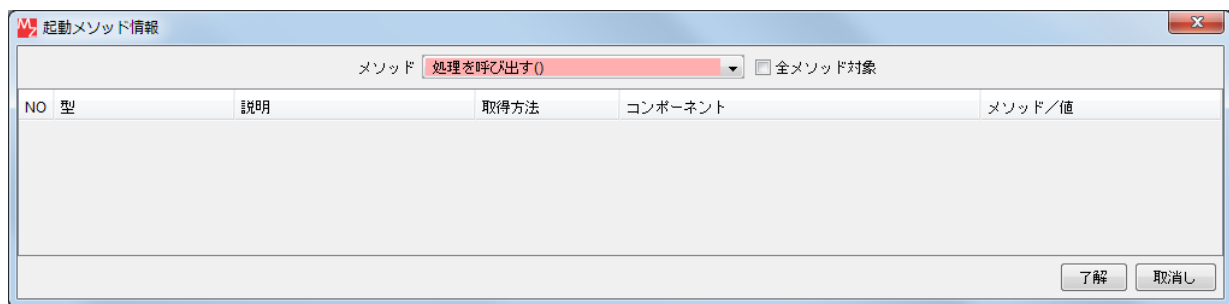 起動メソッド情報
メソッド 処理を呼び出す() 全メソッド対象
NO 型 説明 取得方法 コンポーネント メソッド／値
了解 取消し